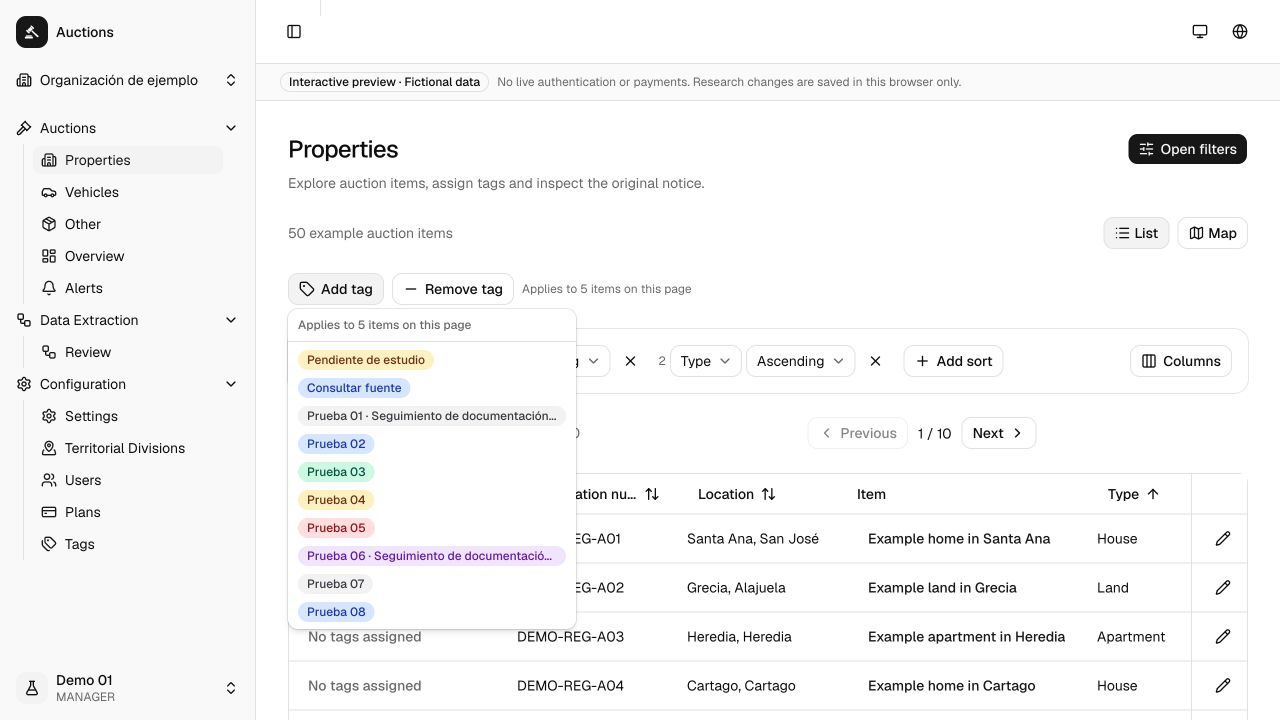 Auctions
Interactive preview · Fictional data
No live authentication or payments. Research changes are saved in this browser only.
Organización de ejemplo
Auctions
Properties
Vehicles
Other
Overview
Alerts
Data Extraction
Review
Configuration
Settings
Territorial Divisions
Users
Plans
Tags
Demo 01
MANAGER
Properties
Open filters
Explore auction items, assign tags and inspect the original notice.
50 example auction items
List
Map
Add tag
Remove tag
Applies to 5 items on this page
Applies to 5 items on this page
Pendiente de estudio
Consultar fuente
Prueba 01 · Seguimiento de documentación...
Prueba 02
Prueba 03
Prueba 04
Prueba 05
Prueba 06 · Seguimiento de documentació...
Prueba 07
Prueba 08
2 Type Ascending Add sort Columns
Previous 1 / 10 Next
Location Item Type
Santa Ana, San José Example home in Santa Ana House
Grecia, Alajuela Example land in Grecia Land
No tags assigned DEMO-REG-A03 Heredia, Heredia Example apartment in Heredia Apartment
No tags assigned DEMO-REG-A04 Cartago, Cartago Example home in Cartago House